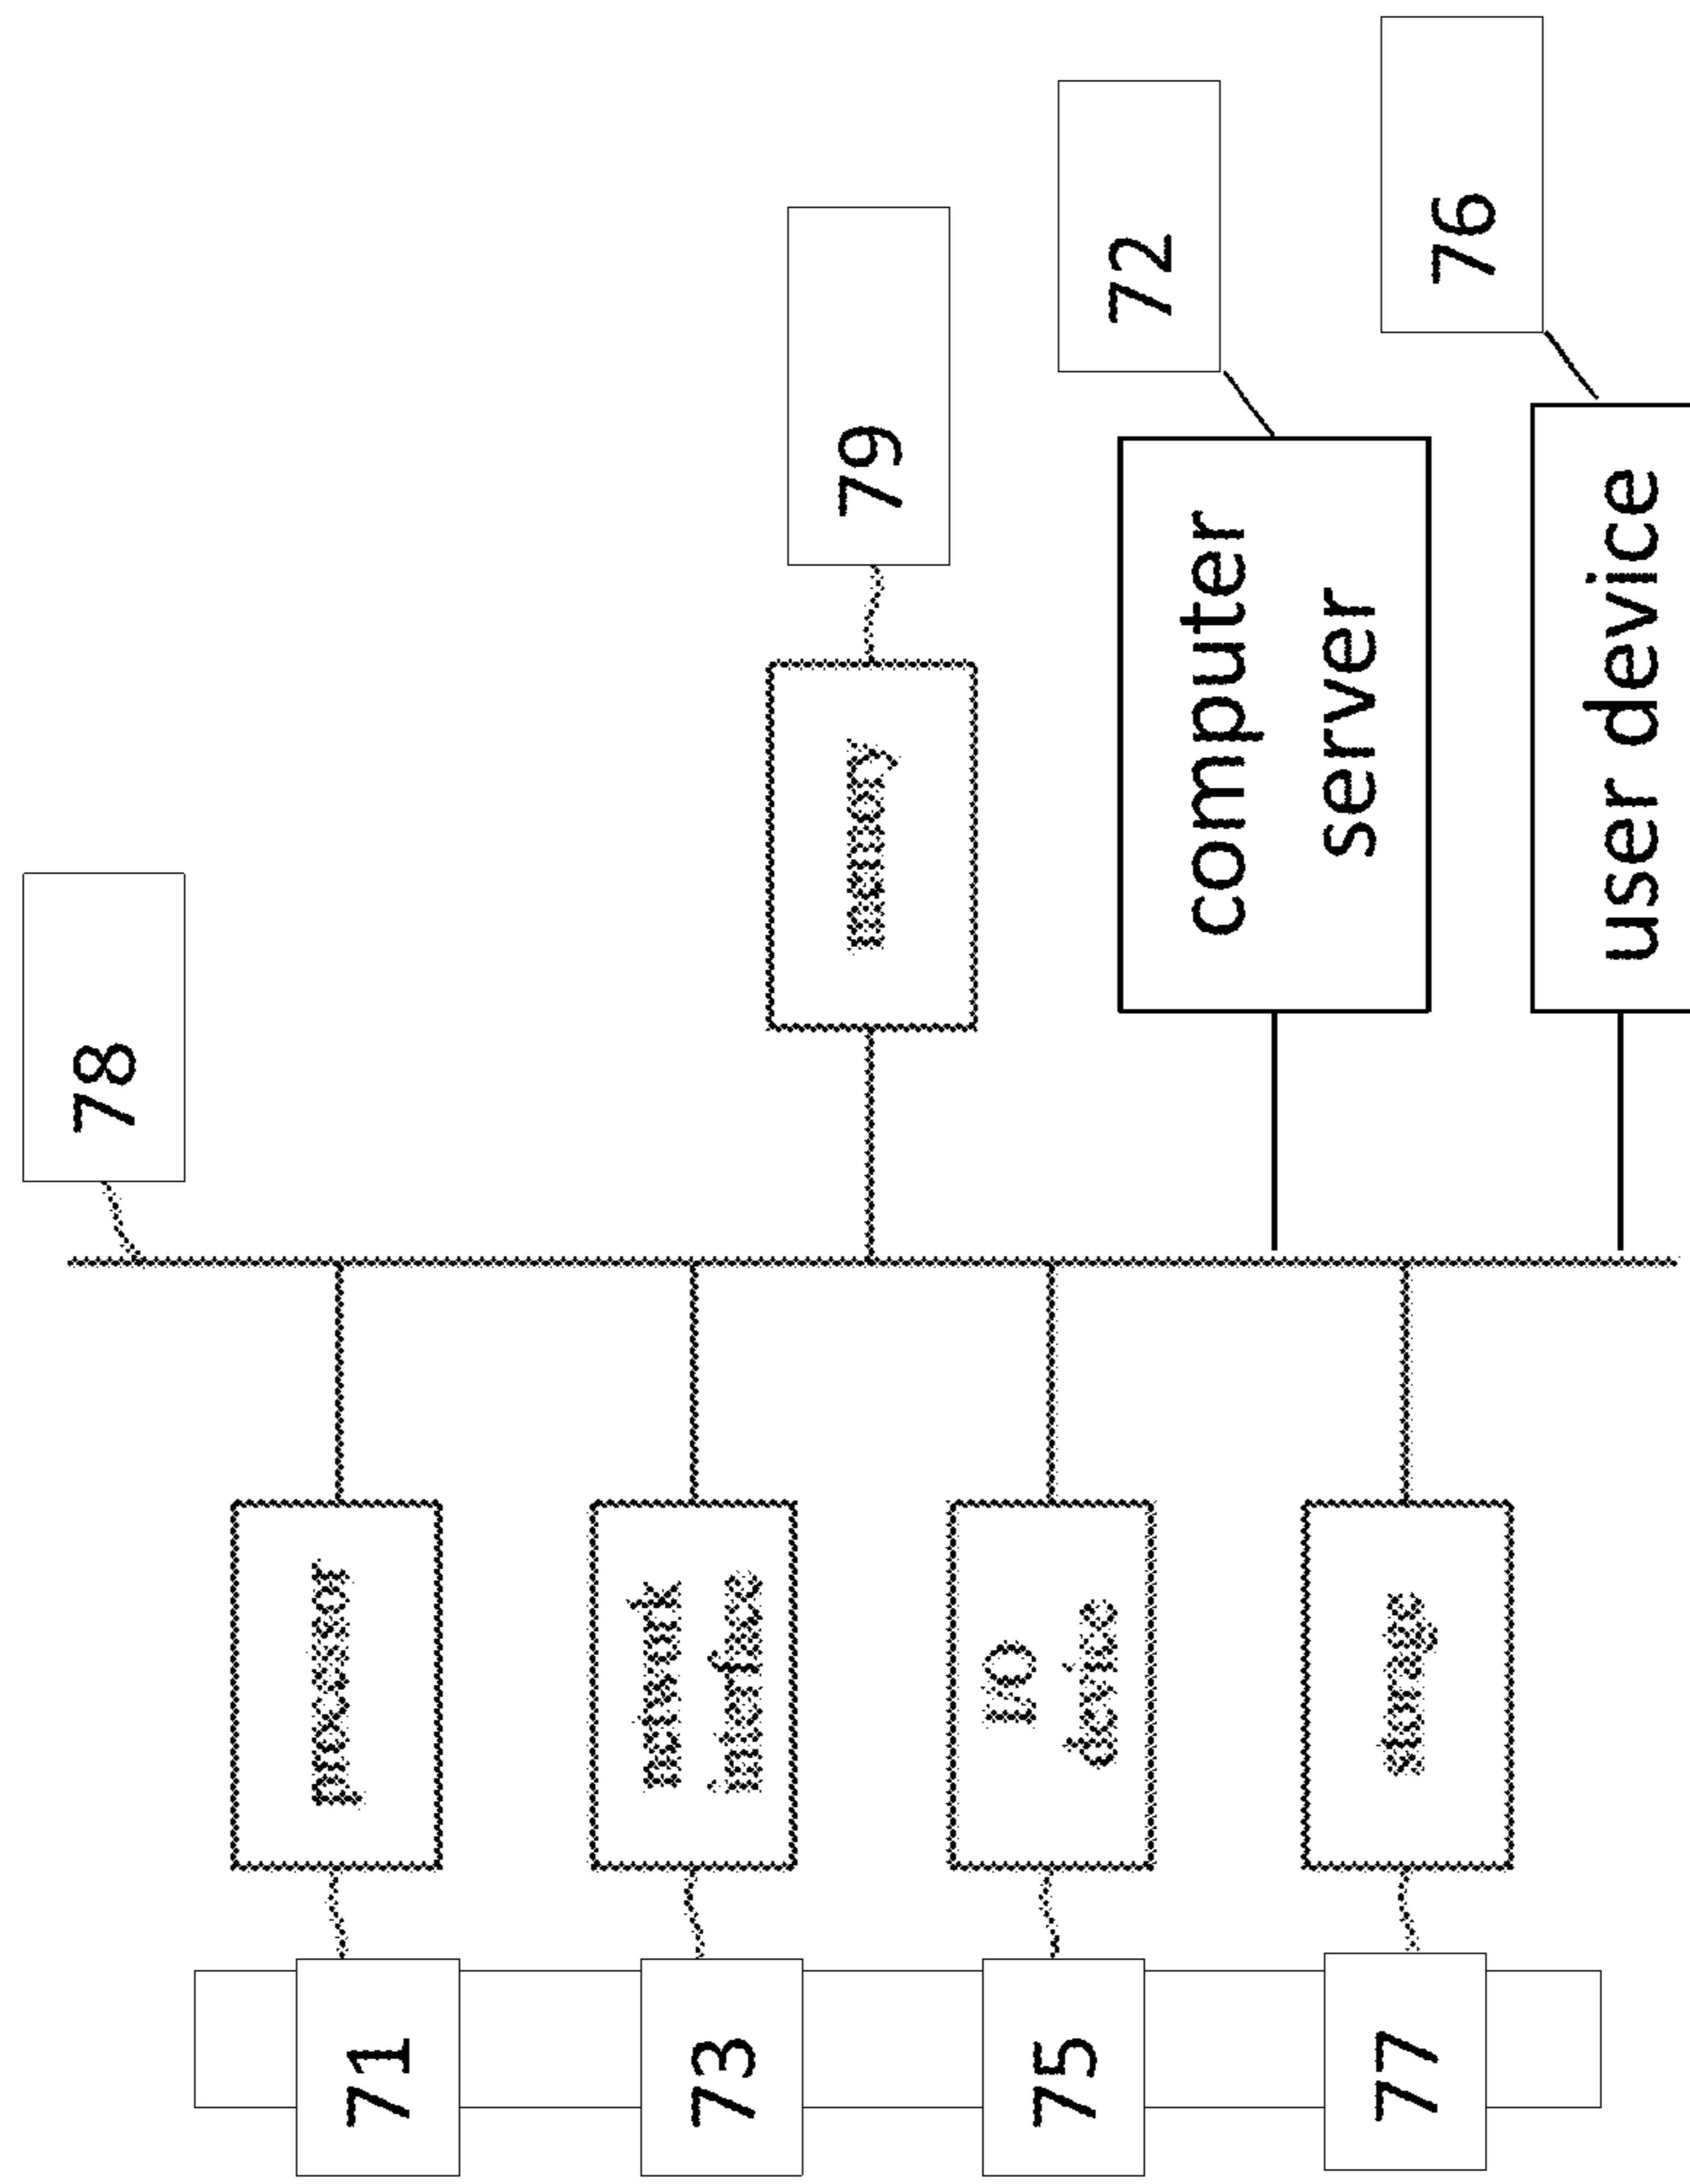 78
79
72
76
memory
computer
server
user device
processor
network
interface
I/O
device
storage
71
73
75
77